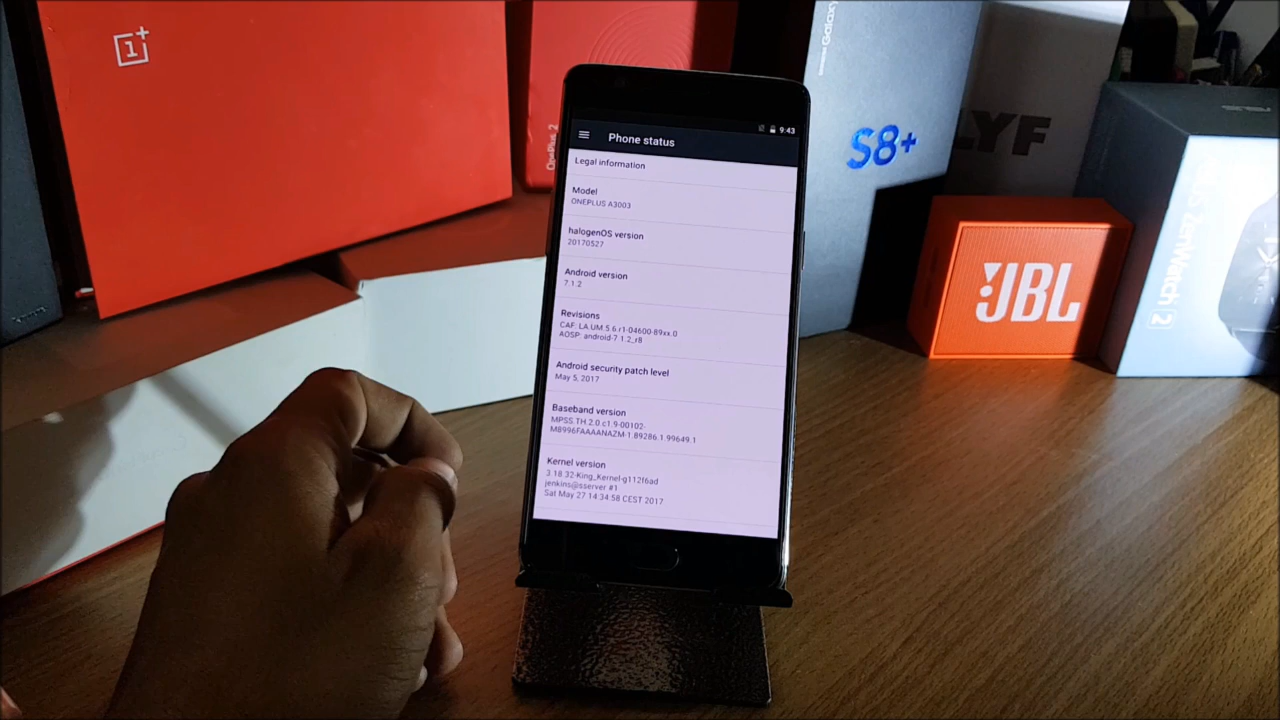 1+
OnePlus 2
Galaxy
S8+
LYF
JBL
ZenWatch 2
9:43
Phone status
Legal information
Model
ONEPLUS A3003
halogenOS version
20170527
Android version
7.1.2
Revisions
CAF: LA.UM.5.6.r1-04600-89xx.0
AOSP: android-7.1.2_r8
Android security patch level
May 5, 2017
Baseband version
MPSS.TH.2.0.c1.9-00102-
M8996FAAAANAZM-1.89286.1.99649.1
Kernel version
3.18.32-King_Kernel-g112f6ad
jenkins@sserver #1
Sat May 27 14:34:58 CEST 2017